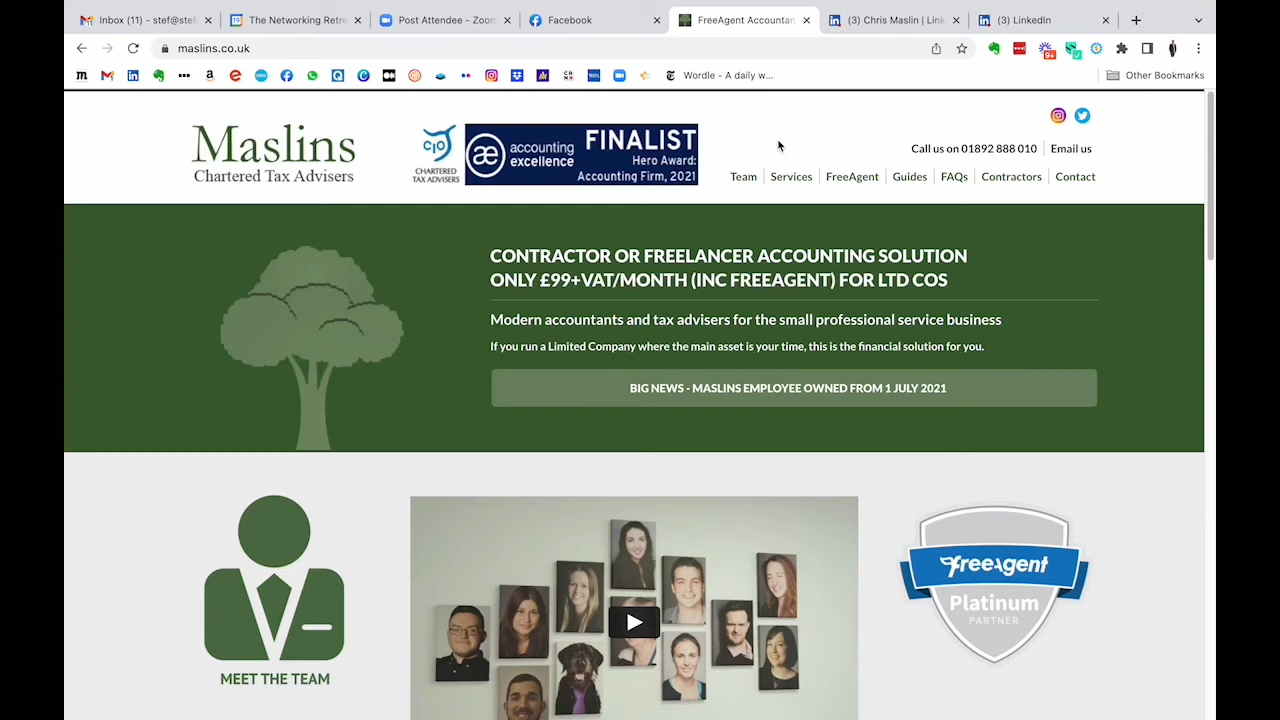 Inbox (11) - stef@stef
19
The Networking Retre
Post Attendee - Zoom
Facebook
FreeAgent Accountan
(3) Chris Maslin | Link
(3) LinkedIn
maslins.co.uk
9+
Wordle - A daily w...
Other Bookmarks
Maslins
Chartered Tax Advisers
CIO
CHARTERED
TAX ADVISERS
æ accounting
excellence
FINALIST
Hero Award:
Accounting Firm, 2021
Call us on 01892 888 010
Email us
Team
Services
FreeAgent
Guides
FAQs
Contractors
Contact
CONTRACTOR OR FREELANCER ACCOUNTING SOLUTION
ONLY £99+VAT/MONTH (INC FREEAGENT) FOR LTD COS
Modern accountants and tax advisers for the small professional service business
If you run a Limited Company where the main asset is your time, this is the financial solution for you.
BIG NEWS - MASLINS EMPLOYEE OWNED FROM 1 JULY 2021
MEET THE TEAM
freeagent
Platinum
PARTNER